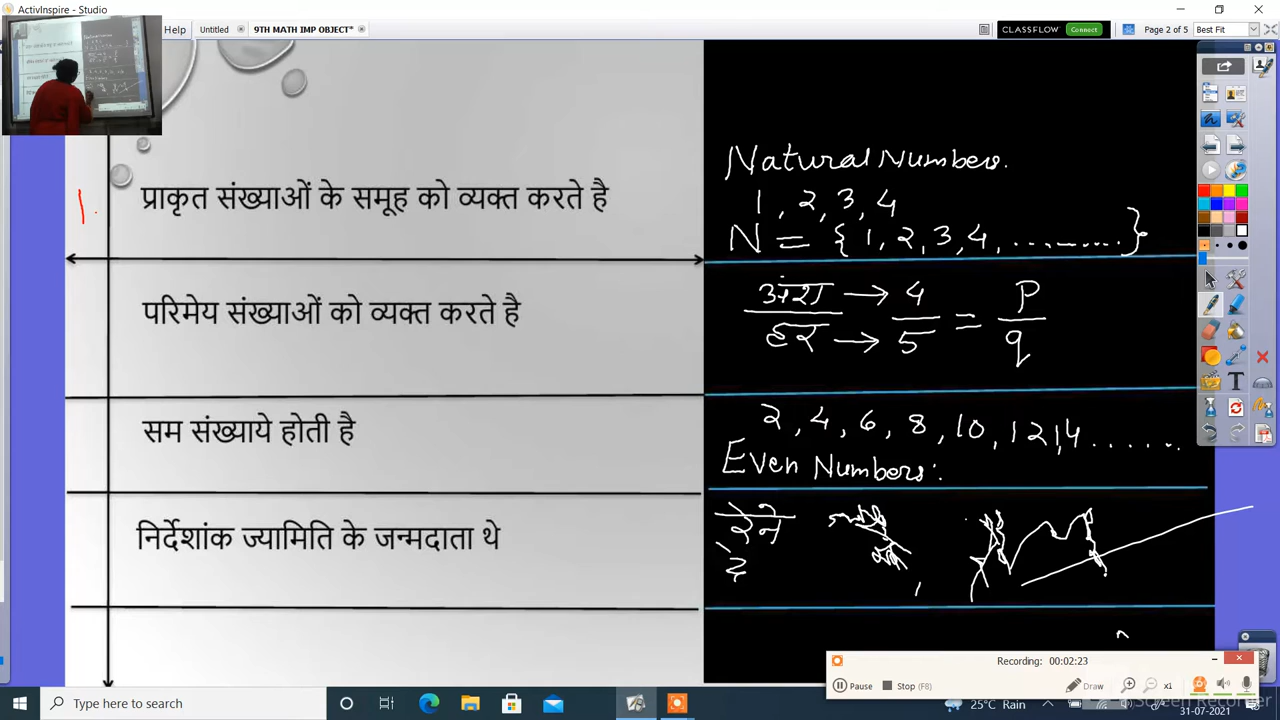 ActivInspire - Studio
Help
Untitled
9TH MATH IMP OBJECT*
CLASSFLOW
Connect
Page 2 of 5
Best Fit
1.
प्राकृत संख्याओं के समूह को व्यक्त करते है
Natural Numbers.
1, 2, 3, 4
N = {1, 2, 3, 4, ..........}
परिमेय संख्याओं को व्यक्त करते है
अंश → 4
हर → 5
= p
q
सम संख्याये होती है
2, 4, 6, 8, 10, 12, 14 ......
Even Numbers:
निर्देशांक ज्यामिति के जन्मदाता थे
रेने
Recording: 00:02:23
Pause
Stop (F8)
Draw
x1
Type here to search
25°C Rain
31-07-2021
Screen Recorder